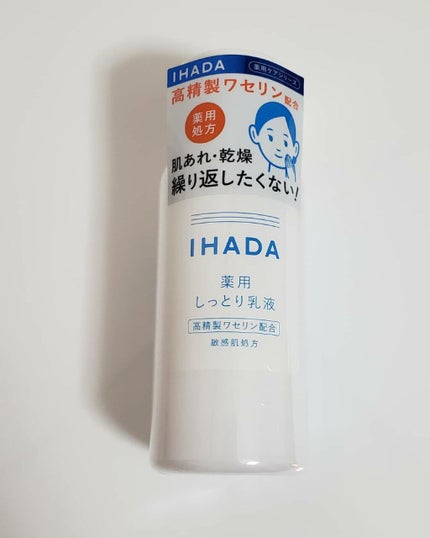 IHADA
薬用ケアシリーズ
高精製ワセリン配合
薬用
処方
肌あれ・乾燥
繰り返したくない!
IHADA
薬用
しっとり乳液
高精製ワセリン配合
敏感肌処方